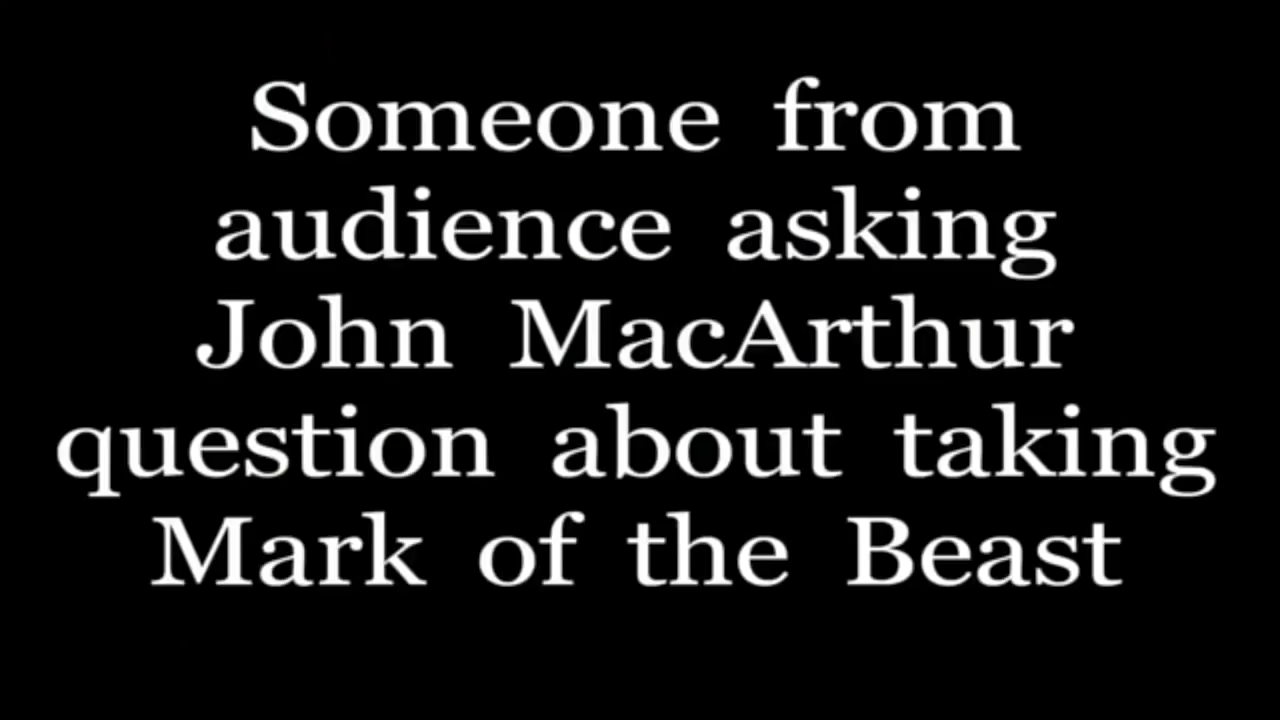 Someone from
audience asking
John MacArthur
question about taking
Mark of the Beast